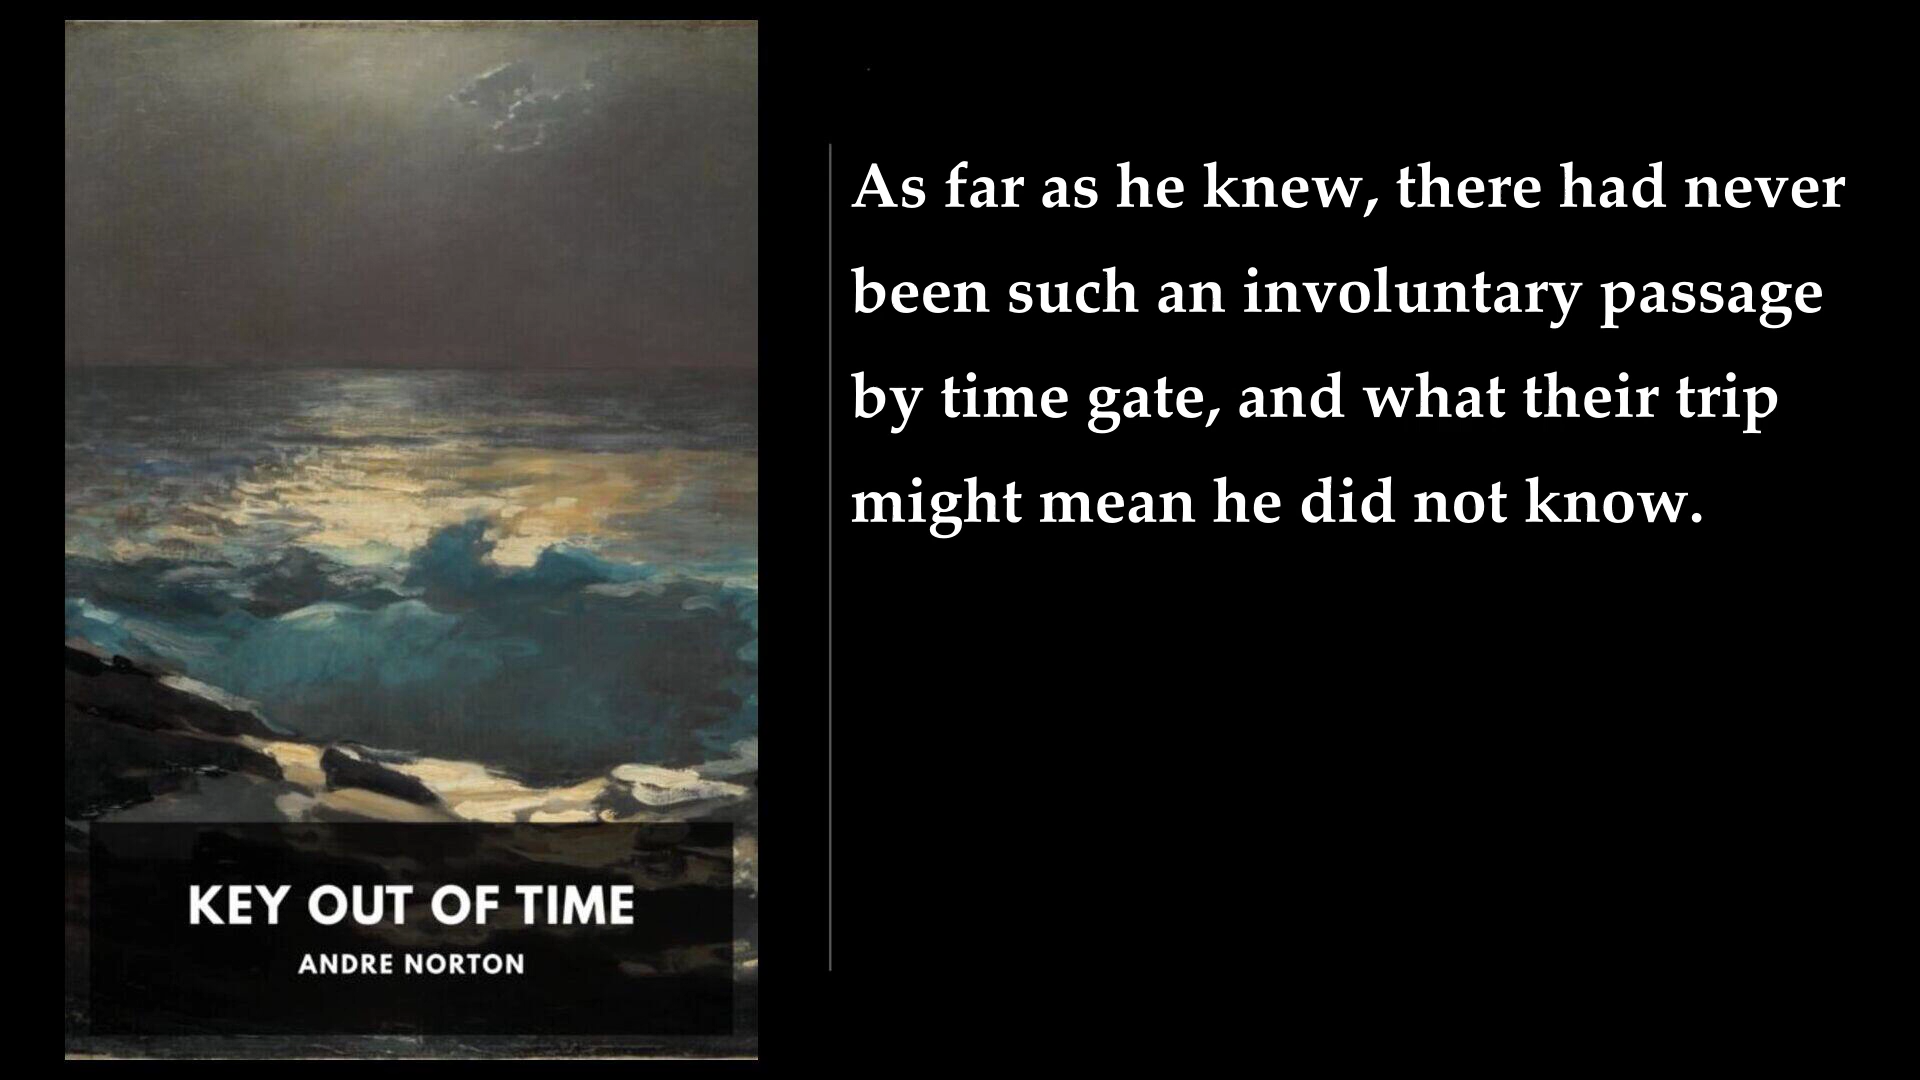 As far as he knew, there had never
been such an involuntary passage
by time gate, and what their trip
might mean he did not know.
KEY OUT OF TIME
ANDRE NORTON